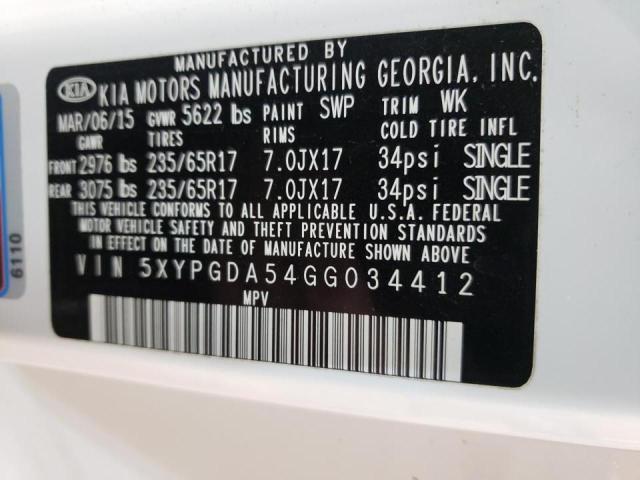 MANUFACTURED BY
KIA KIA MOTORS MANUFACTURING GEORGIA, INC.
MAR/06/15 GVWR 5622 lbs PAINT SWP TRIM WK
GAWR TIRES RIMS COLD TIRE INFL
FRONT 2976 lbs 235/65R17 7.0JX17 34psi SINGLE
REAR 3075 lbs 235/65R17 7.0JX17 34psi SINGLE
THIS VEHICLE CONFORMS TO ALL APPLICABLE U.S.A. FEDERAL
MOTOR VEHICLE SAFETY AND THEFT PREVENTION STANDARDS
IN EFFECT ON THE DATE OF MANUFACTURE SHOWN ABOVE
VIN 5XYPGDA54GG034412
MPV
6110